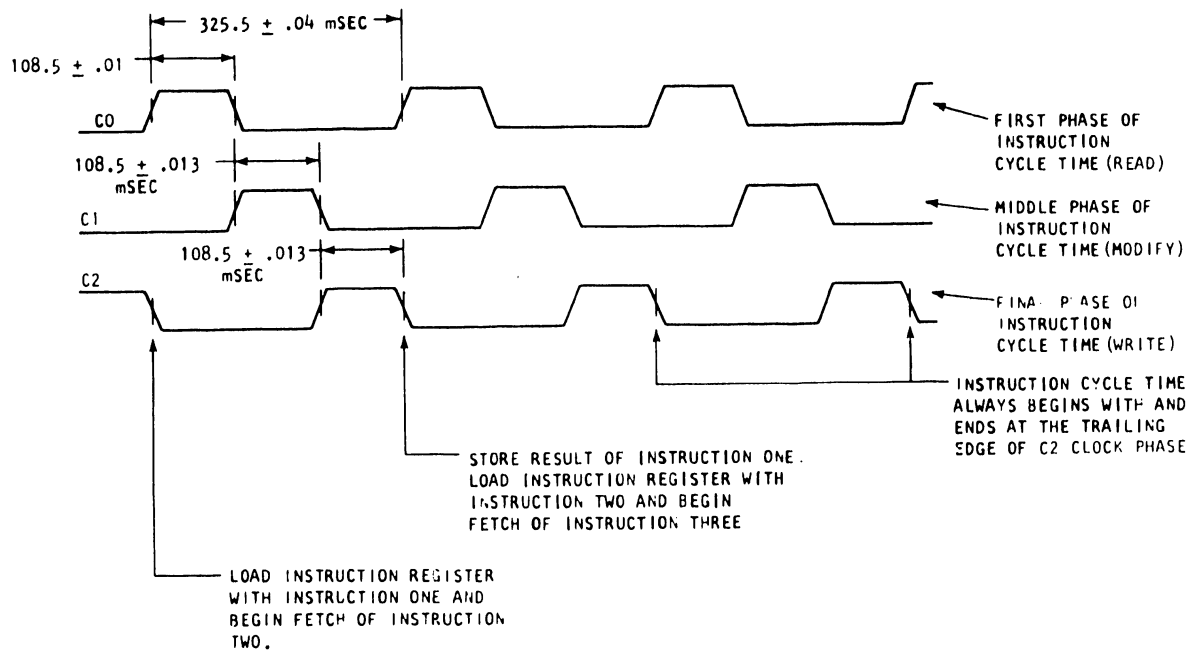 325.5 ± .04 mSEC
108.5 ± .01
C0
FIRST PHASE OF
INSTRUCTION
CYCLE TIME (READ)
108.5 ± .013
mSEC
C1
MIDDLE PHASE OF
INSTRUCTION
CYCLE TIME (MODIFY)
108.5 ± .013
mSEC
C2
FINAL PHASE OF
INSTRUCTION
CYCLE TIME (WRITE)
INSTRUCTION CYCLE TIME
ALWAYS BEGINS WITH AND
ENDS AT THE TRAILING
EDGE OF C2 CLOCK PHASE
STORE RESULT OF INSTRUCTION ONE.
LOAD INSTRUCTION REGISTER WITH
INSTRUCTION TWO AND BEGIN
FETCH OF INSTRUCTION THREE
LOAD INSTRUCTION REGISTER
WITH INSTRUCTION ONE AND
BEGIN FETCH OF INSTRUCTION
TWO.